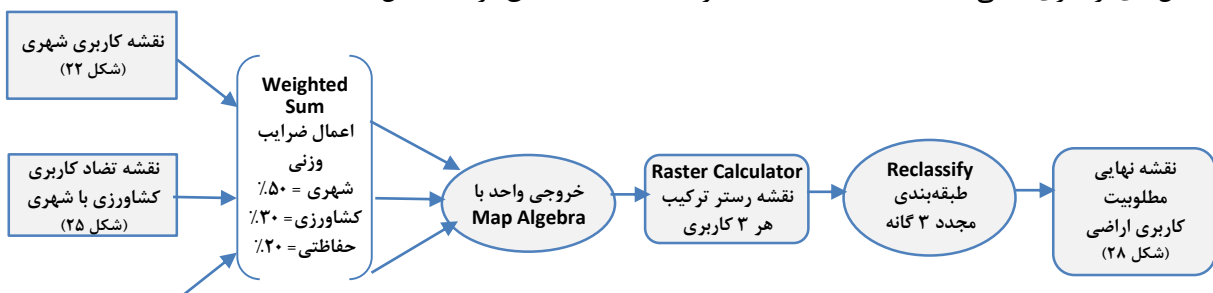 نقشه کاربری شهری
(شکل ۲۲)
نقشه تضاد کاربری
کشاورزی با شهری
(شکل ۲۵)
Weighted
Sum
اعمال ضرایب
وزنی
شهری = ۵۰٪
کشاورزی= ۳۰٪
حفاظتی= ۲۰٪
خروجی واحد با
Map Algebra
Raster Calculator
نقشه رستر ترکیب
هر ۳ کاربری
Reclassify
طبقه‌بندی
مجدد ۳ گانه
نقشه نهایی
مطلوبیت
کاربری اراضی
(شکل ۲۸)